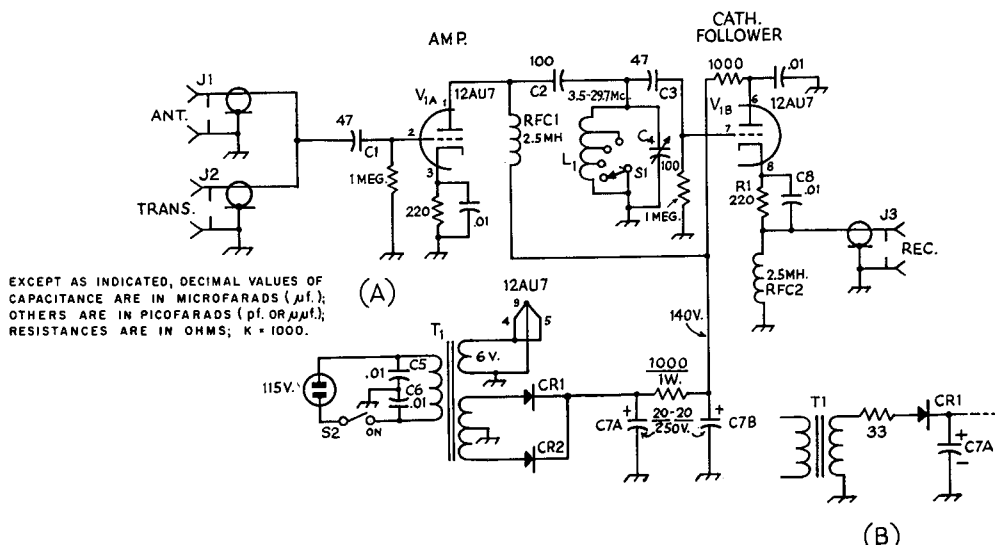 AMP.
CATH.
FOLLOWER
J1
ANT.
J2
TRANS.
47
C1
1 MEG.
V1A
1
12AU7
2
3
220
.01
RFC1
2.5MH
100
C2
3.5-29.7Mc.
47
C3
L1
S1
C4
100
1 MEG.
1000
.01
V1B
6
12AU7
7
8
R1
220
C8
.01
J3
REC.
2.5MH.
RFC2
EXCEPT AS INDICATED, DECIMAL VALUES OF
CAPACITANCE ARE IN MICROFARADS (µf.);
OTHERS ARE IN PICOFARADS (pf. OR µµf.);
RESISTANCES ARE IN OHMS; K = 1000.
(A)
12AU7
9
4
5
T1
6 V.
115V.
C5
.01
C6
.01
S2
ON
CR1
CR2
140V.
1000
1W.
+
C7A
20-20
250V.
+
C7B
T1
33
CR1
+
C7A
-
(B)